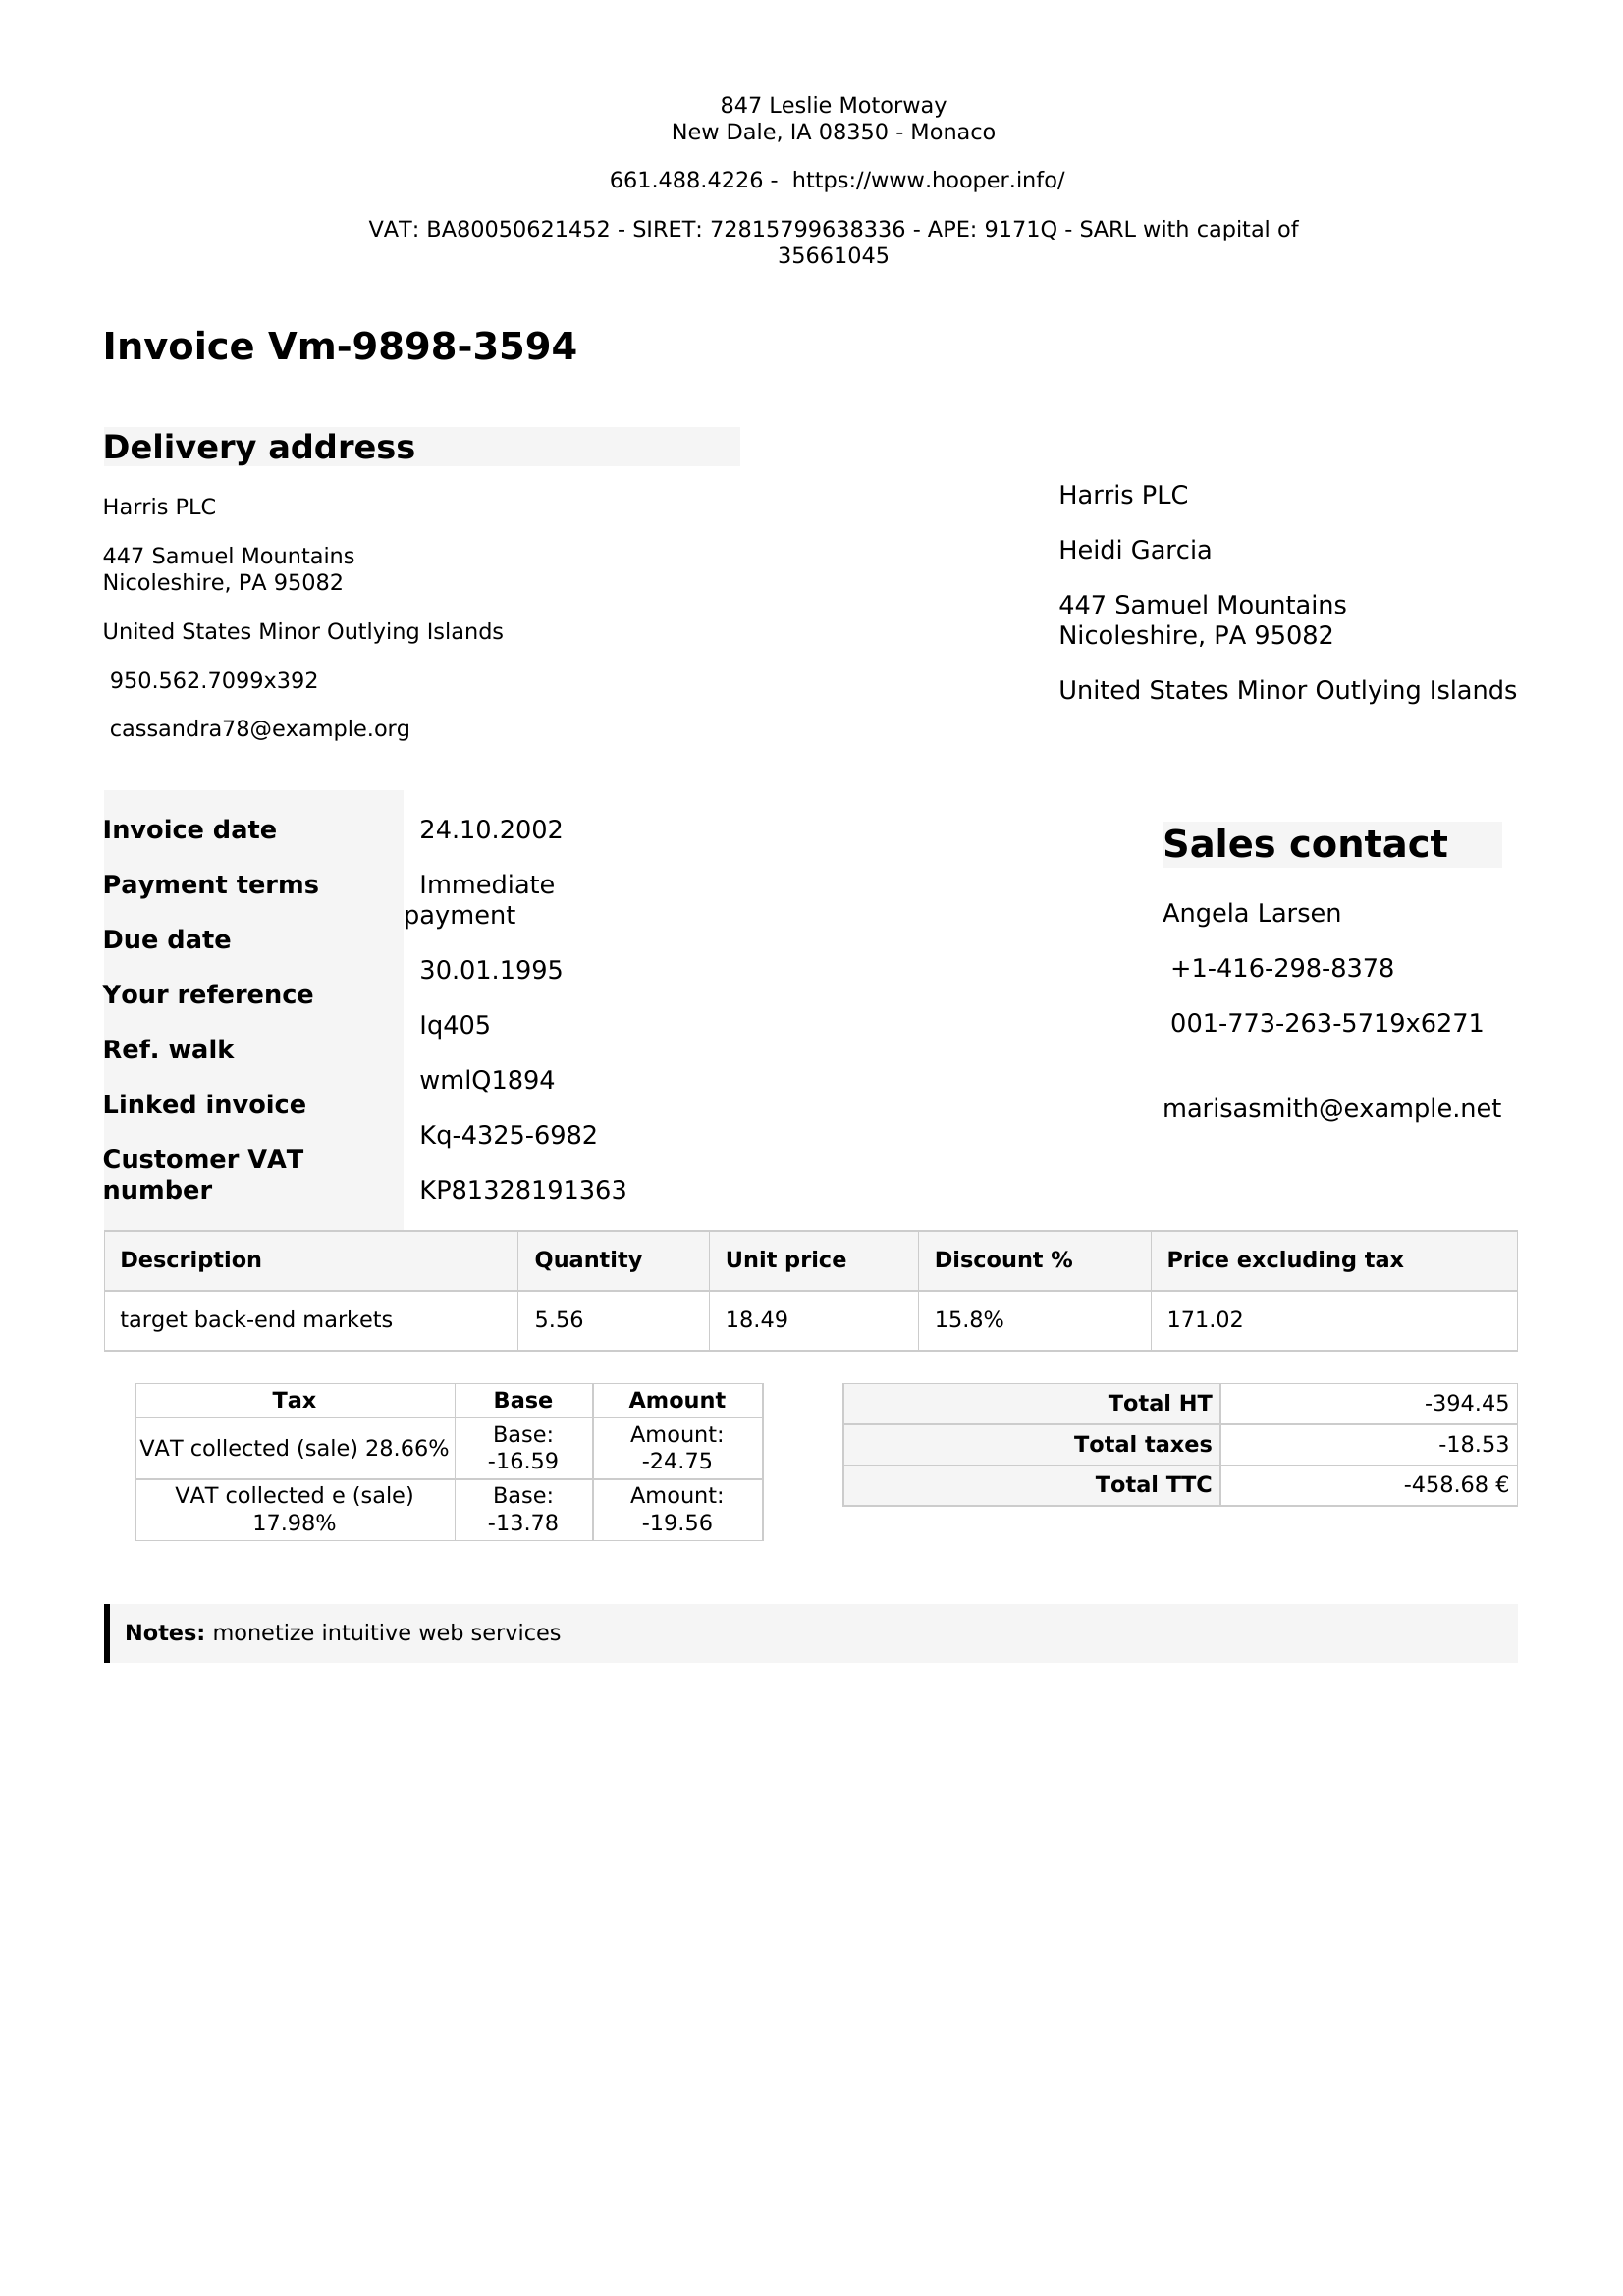 847 Leslie Motorway
New Dale, IA 08350 - Monaco
661.488.4226 - https://www.hooper.info/
VAT: BA80050621452 - SIRET: 72815799638336 - APE: 9171Q - SARL with capital of
35661045
Invoice Vm-9898-3594
Delivery address
Harris PLC
447 Samuel Mountains
Nicoleshire, PA 95082
United States Minor Outlying Islands
950.562.7099x392
cassandra78@example.org
Harris PLC
Heidi Garcia
447 Samuel Mountains
Nicoleshire, PA 95082
United States Minor Outlying Islands
Invoice date
Payment terms
Due date
Your reference
Ref. walk
Linked invoice
Customer VAT
number
24.10.2002
Immediate
payment
30.01.1995
Iq405
wmlQ1894
Kq-4325-6982
KP81328191363
Sales contact
Angela Larsen
+1-416-298-8378
001-773-263-5719x6271
marisasmith@example.net
Description Quantity Unit price Discount % Price excluding tax
target back-end markets 5.56 18.49 15.8% 171.02
Tax Base Amount
VAT collected (sale) 28.66% Base: -16.59 Amount: -24.75
VAT collected e (sale) 17.98% Base: -13.78 Amount: -19.56
Total HT -394.45
Total taxes -18.53
Total TTC -458.68 €
Notes: monetize intuitive web services